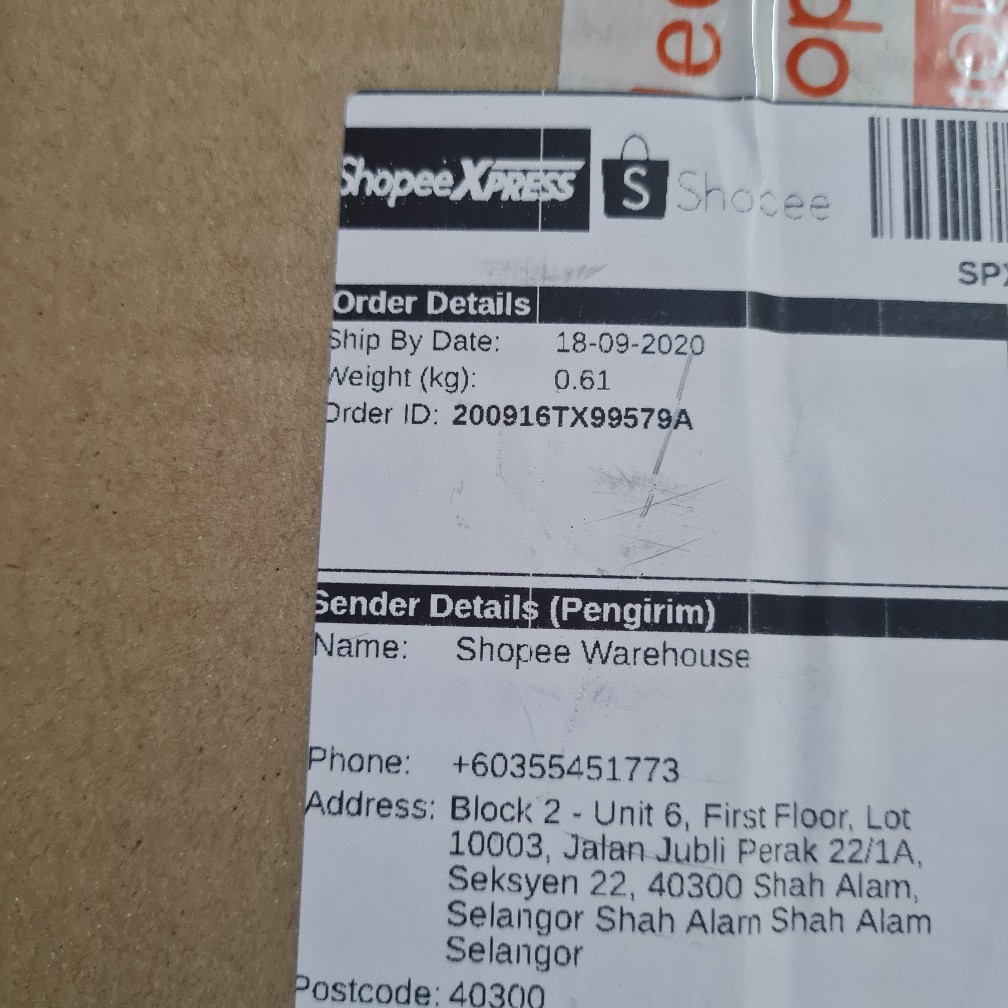 ShopeeXPRESS S Shopee
SPX
Order Details
Ship By Date: 18-09-2020
Weight (kg): 0.61
Order ID: 200916TX99579A
Sender Details (Pengirim)
Name: Shopee Warehouse
Phone: +60355451773
Address: Block 2 - Unit 6, First Floor, Lot
10003, Jalan Jubli Perak 22/1A,
Seksyen 22, 40300 Shah Alam,
Selangor Shah Alam Shah Alam
Selangor
Postcode: 40300